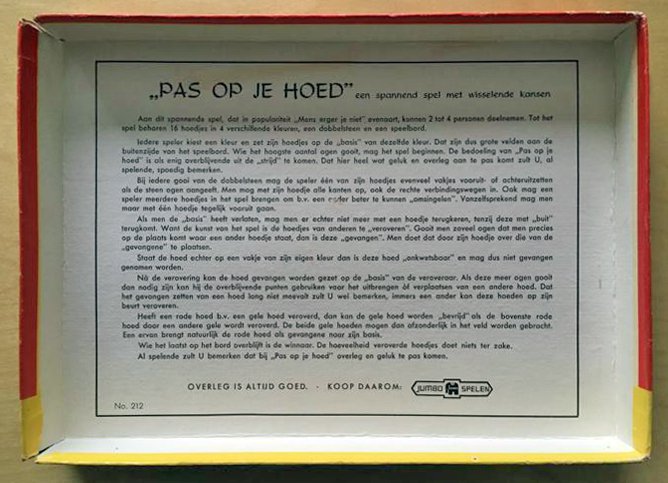 „PAS OP JE HOED" een spannend spel met wisselende kansen
Aan dit spannende spel, dat in populariteit „Mens erger je niet" evenaart, kunnen 2 tot 4 personen deelnemen. Tot het
spel behoren 16 hoedjes in 4 verschillende kleuren, een dobbelsteen en een speelbord.
Iedere speler kiest een kleur en zet zijn hoedjes op de „basis" van dezelfde kleur. Dat zijn dus grote velden aan de
buitenzijde van het speelbord. Wie het hoogste aantal ogen gooit, mag het spel beginnen. De bedoeling van „Pas op je
hoed" is als enig overblijvende uit de „strijd" te komen. Dat hier heel wat geluk en overleg aan te pas komt zult U, al
spelende, spoedig bemerken.
Bij iedere gooi van de dobbelsteen mag de speler één van zijn hoedjes evenveel vakjes vooruit- of achteruitzetten
als de steen ogen aangeeft. Men mag met zijn hoedje alle kanten op, ook de rechte verbindingswegen in. Ook mag een
speler meerdere hoedjes in het spel brengen om b.v. een ander beter te kunnen „omsingelen". Vanzelfsprekend mag men
maar met één hoedje tegelijk vooruit gaan.
Als men de „basis" heeft verlaten, mag men er echter niet meer met een hoedje terugkeren, tenzij deze met „buit"
terugkomt. Want de kunst van het spel is de hoedjes van anderen te "veroveren". Gooit men zoveel ogen dat men precies
op de plaats komt waar een ander hoedje staat, dan is deze „gevangen". Men doet dat door zijn hoedje over die van de
„gevangene" te plaatsen.
Staat de hoed echter op een vakje van zijn eigen kleur dan is deze hoed „onkwetsbaar" en mag dus niet gevangen
genomen worden.
Nà de verovering kan de hoed gevangen worden gezet op de „basis" van de veroveraar. Als deze meer ogen gooit
dan nodig zijn kan hij de overblijvende punten gebruiken voor het uitbrengen òf verplaatsen van een andere hoed. Dat
het gevangen zetten van een hoed lang niet meevalt zult U wel bemerken, immers een ander kan deze hoeden op zijn
beurt veroveren.
Heeft een rode hoed b.v. een gele hoed veroverd, dan kan de gele hoed worden „bevrijd" als de bovenste rode
hoed door een andere gele wordt veroverd. De beide gele hoeden mogen dan afzonderlijk in het veld worden gebracht.
Een ervan brengt natuurlijk de rode hoed als gevangene naar zijn basis.
Wie het laatst op het bord overblijft is de winnaar. De hoeveelheid veroverde hoedjes doet niets ter zake.
Al spelende zult U bemerken dat bij „Pas op je hoed" overleg en geluk te pas komen.
OVERLEG IS ALTIJD GOED. - KOOP DAAROM: JUMBO SPELEN
No. 212